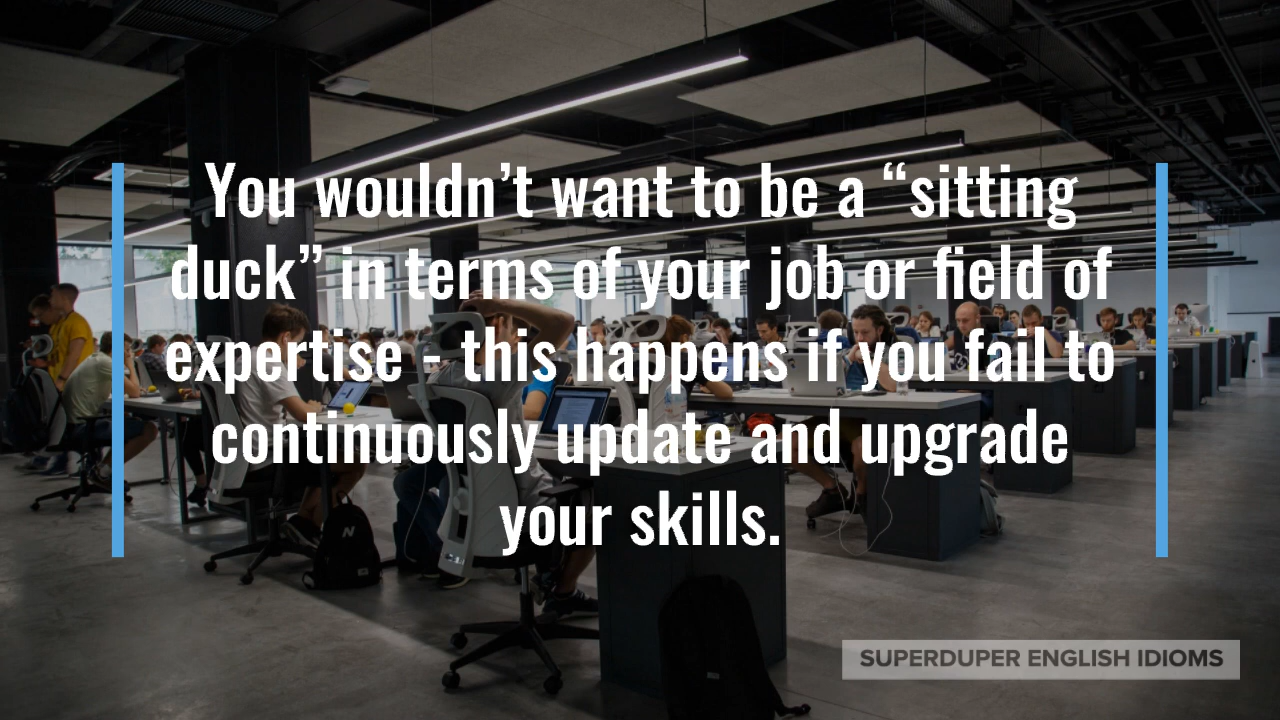 You wouldn’t want to be a “sitting
duck” in terms of your job or field of
expertise - this happens if you fail to
continuously update and upgrade
your skills.
SUPERDUPER ENGLISH IDIOMS